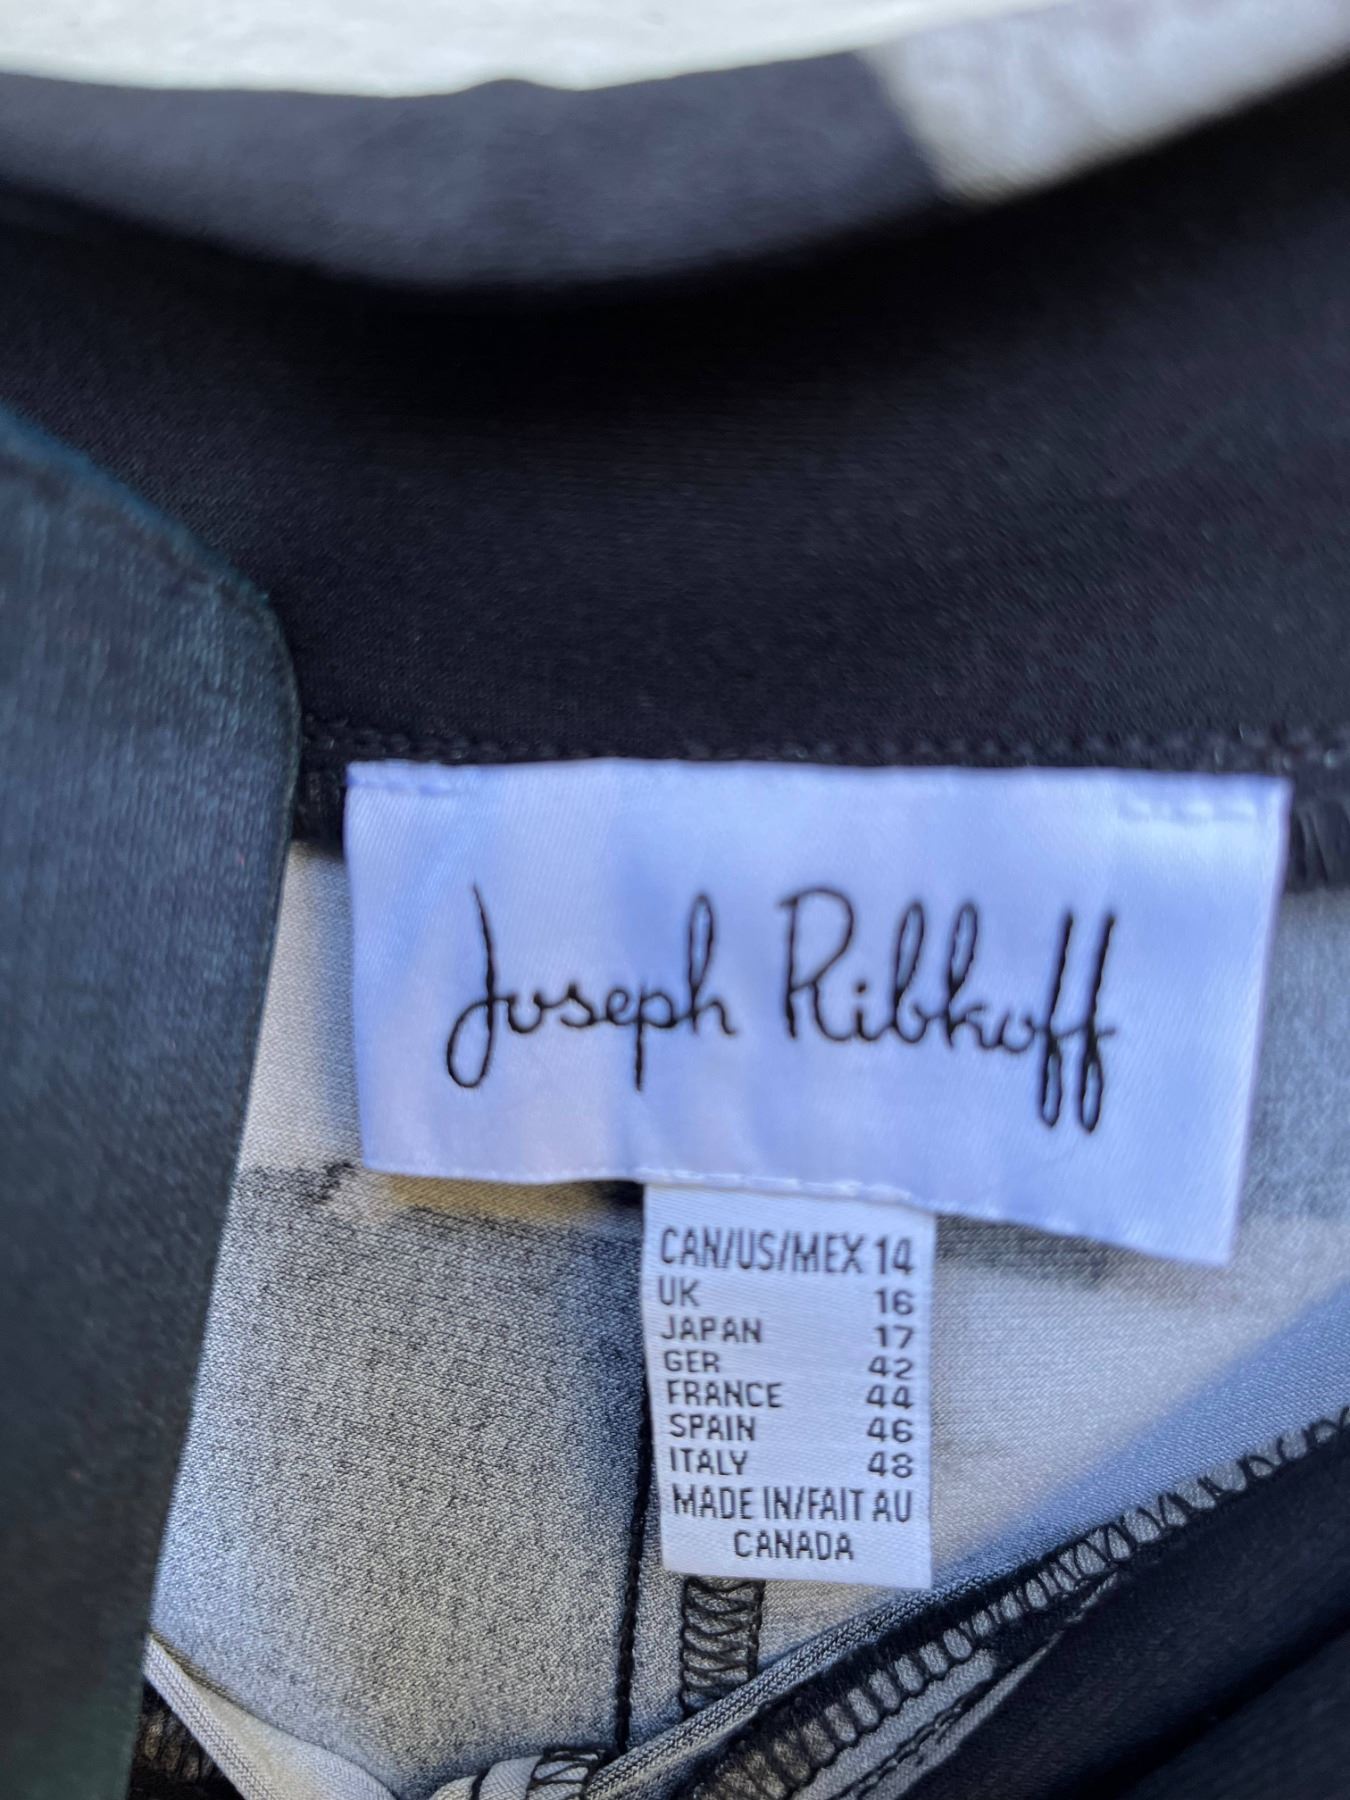 Joseph Ribkoff
CAN/US/MEX 14
UK 16
JAPAN 17
GER 42
FRANCE 44
SPAIN 46
ITALY 48
MADE IN/FAIT AU
CANADA